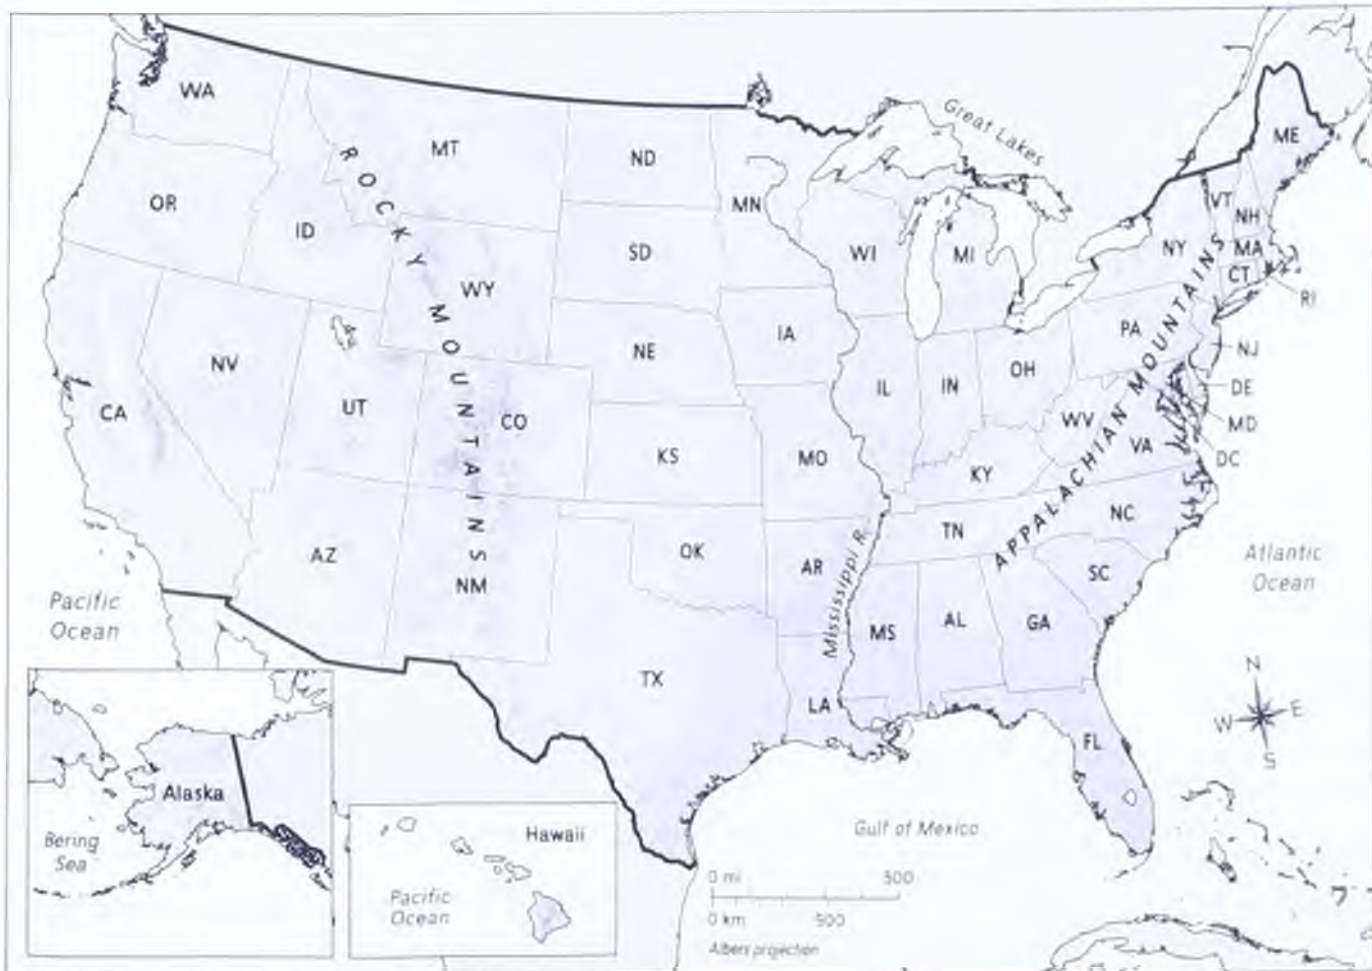 WA
MT
ND
MN
OR
ID
SD
WI
MI
Great Lakes
ME
VT
NH
NY
MA
CT
RI
ROCKY MOUNTAINS
WY
NV
UT
CO
CA
NE
IA
IL
IN
OH
PA
NJ
DE
MD
DC
WV
VA
KS
MO
KY
APPALACHIAN MOUNTAINS
AZ
NM
OK
AR
TN
NC
SC
Mississippi R.
MS
AL
GA
TX
LA
FL
Atlantic
Ocean
Pacific
Ocean
N
W
E
S
Alaska
Bering
Sea
Hawaii
Pacific
Ocean
Gulf of Mexico
0 mi 500
0 km 500
Albers projection